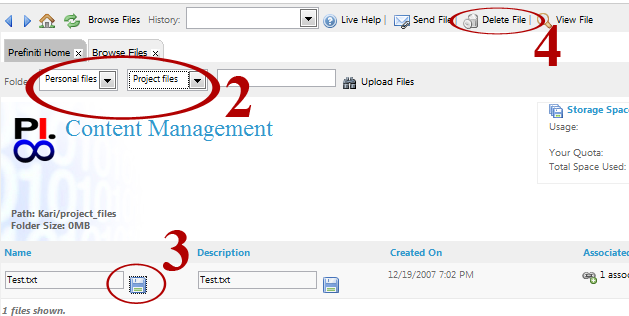 Browse Files History: Live Help | Send File | Delete File | View File
4
Prefiniti Home x Browse Files x
Folder Personal files Project files Upload Files
2
PI. 8 Content Management
Storage Space
Usage:
Your Quota:
Total Space Used:
Path: Kari/project_files
Folder Size: 0MB
3
Name Description Created On Associated
Test.txt Test.txt 12/19/2007 7:02 PM 1 assoc
1 files shown.